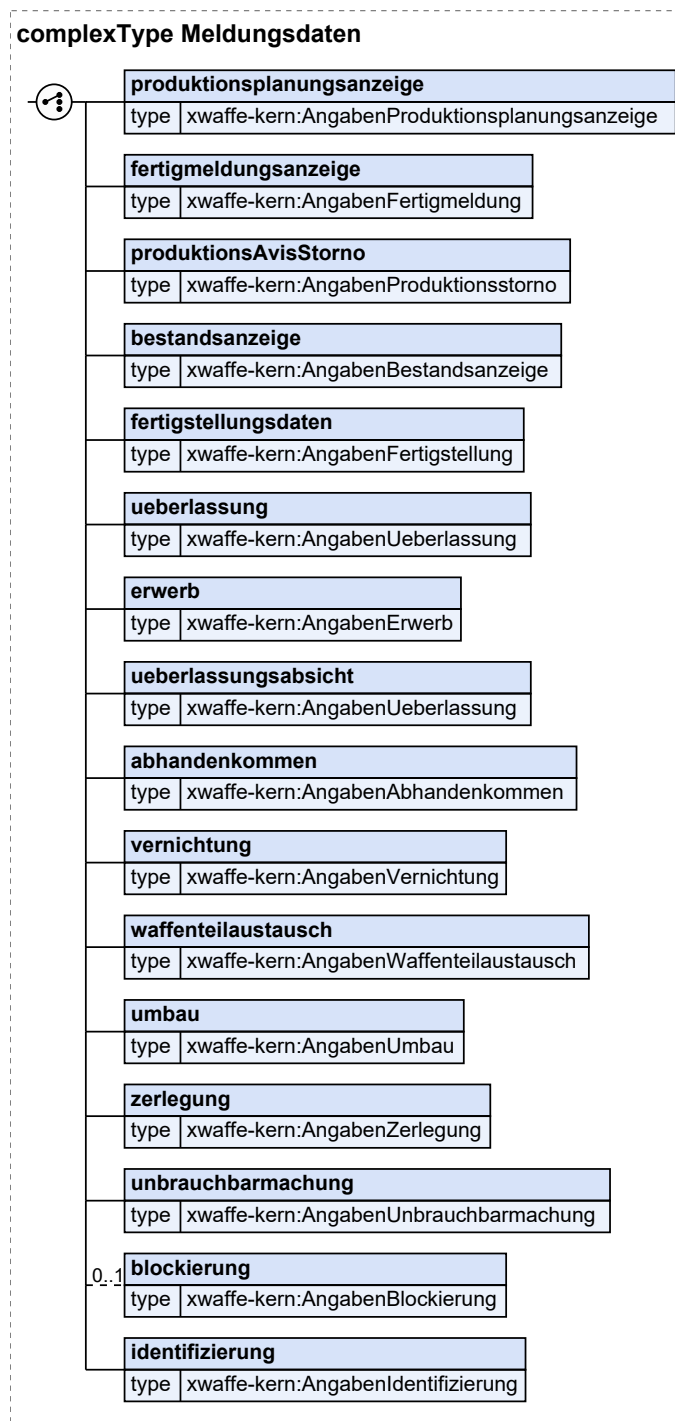 complexType Meldungsdaten
produktionsplanungsanzeige
type xwaffe-kern:AngabenProduktionsplanungsanzeige
fertigmeldungsanzeige
type xwaffe-kern:AngabenFertigmeldung
produktionsAvisStorno
type xwaffe-kern:AngabenProduktionsstorno
bestandsanzeige
type xwaffe-kern:AngabenBestandsanzeige
fertigstellungsdaten
type xwaffe-kern:AngabenFertigstellung
ueberlassung
type xwaffe-kern:AngabenUeberlassung
erwerb
type xwaffe-kern:AngabenErwerb
ueberlassungsabsicht
type xwaffe-kern:AngabenUeberlassung
abhandenkommen
type xwaffe-kern:AngabenAbhandenkommen
vernichtung
type xwaffe-kern:AngabenVernichtung
waffenteilaustausch
type xwaffe-kern:AngabenWaffenteilaustausch
umbau
type xwaffe-kern:AngabenUmbau
zerlegung
type xwaffe-kern:AngabenZerlegung
unbrauchbarmachung
type xwaffe-kern:AngabenUnbrauchbarmachung
0..1 blockierung
type xwaffe-kern:AngabenBlockierung
identifizierung
type xwaffe-kern:AngabenIdentifizierung